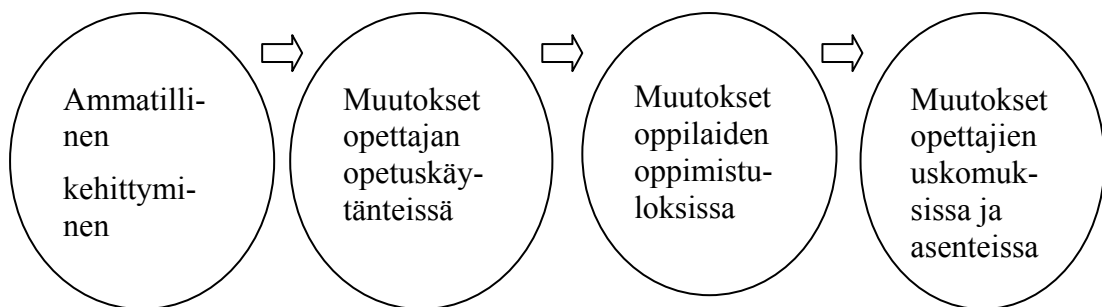 Ammatilli-
nen
kehittymi-
nen
Muutokset
opettajan
opetuskäy-
tänteissä
Muutokset
oppilaiden
oppimistu-
loksissa
Muutokset
opettajien
uskomuk-
sissa ja
asenteissa